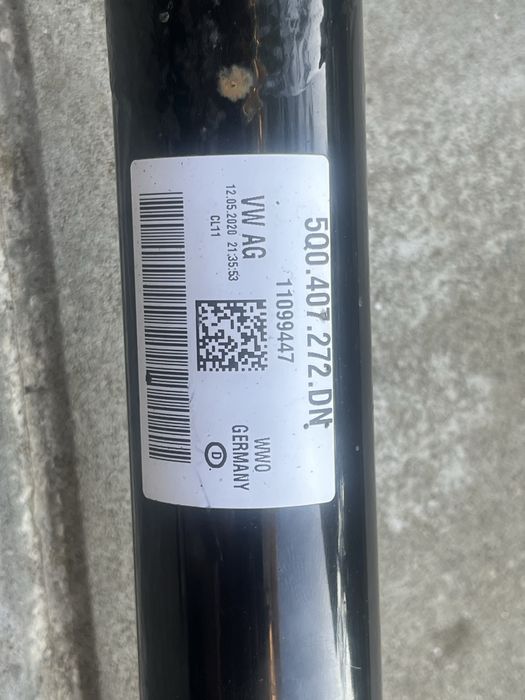 5Q0.407.272.DN
11099447
VW AG
12.05.2020 21:35:53
CL11
WWO
GERMANY
D